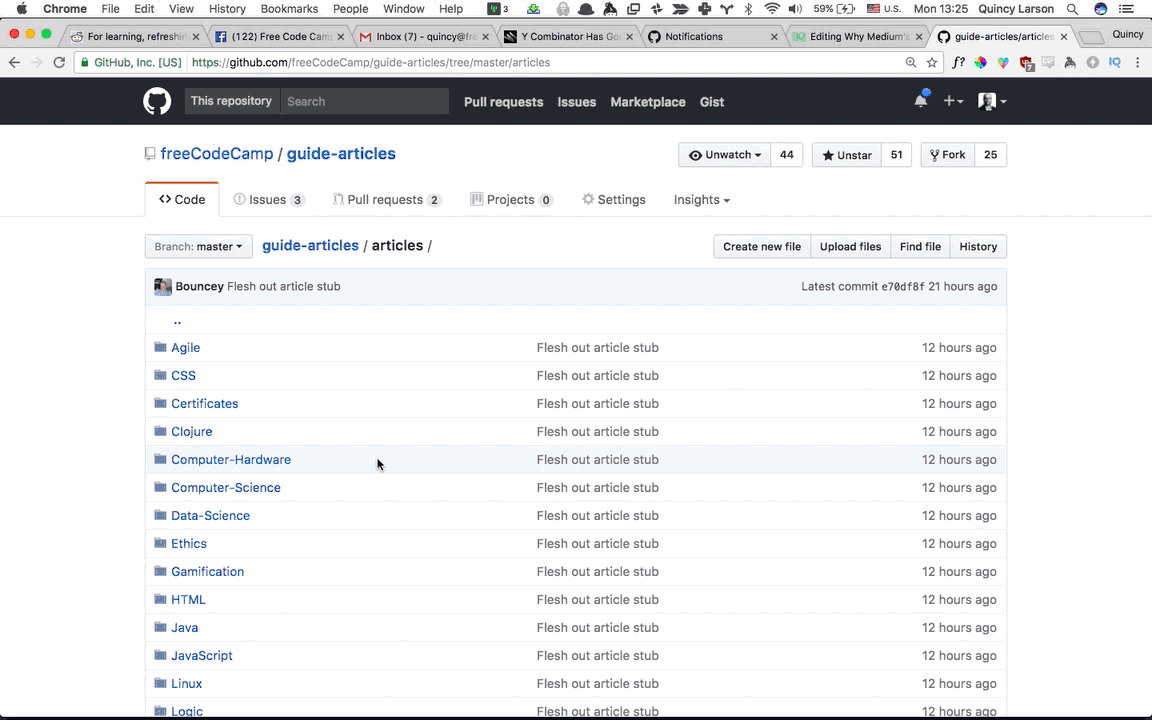 Chrome File Edit View History Bookmarks People Window Help 3 59% U.S. Mon 13:25 Quincy Larson
For learning, refreshin × (122) Free Code Cam × Inbox (7) - quincy@fre × Y Combinator Has Go × Notifications × Editing Why Medium's × guide-articles/articles × Quincy
GitHub, Inc. [US] https://github.com/freeCodeCamp/guide-articles/tree/master/articles f? 7 IQ
This repository Search Pull requests Issues Marketplace Gist
freeCodeCamp / guide-articles Unwatch 44 Unstar 51 Fork 25
Code Issues 3 Pull requests 2 Projects 0 Settings Insights
Branch: master guide-articles / articles / Create new file Upload files Find file History
Bouncey Flesh out article stub Latest commit e70df8f 21 hours ago
..
Agile Flesh out article stub 12 hours ago
CSS Flesh out article stub 12 hours ago
Certificates Flesh out article stub 12 hours ago
Clojure Flesh out article stub 12 hours ago
Computer-Hardware Flesh out article stub 12 hours ago
Computer-Science Flesh out article stub 12 hours ago
Data-Science Flesh out article stub 12 hours ago
Ethics Flesh out article stub 12 hours ago
Gamification Flesh out article stub 12 hours ago
HTML Flesh out article stub 12 hours ago
Java Flesh out article stub 12 hours ago
JavaScript Flesh out article stub 12 hours ago
Linux Flesh out article stub 12 hours ago
Logic Flesh out article stub 12 hours ago